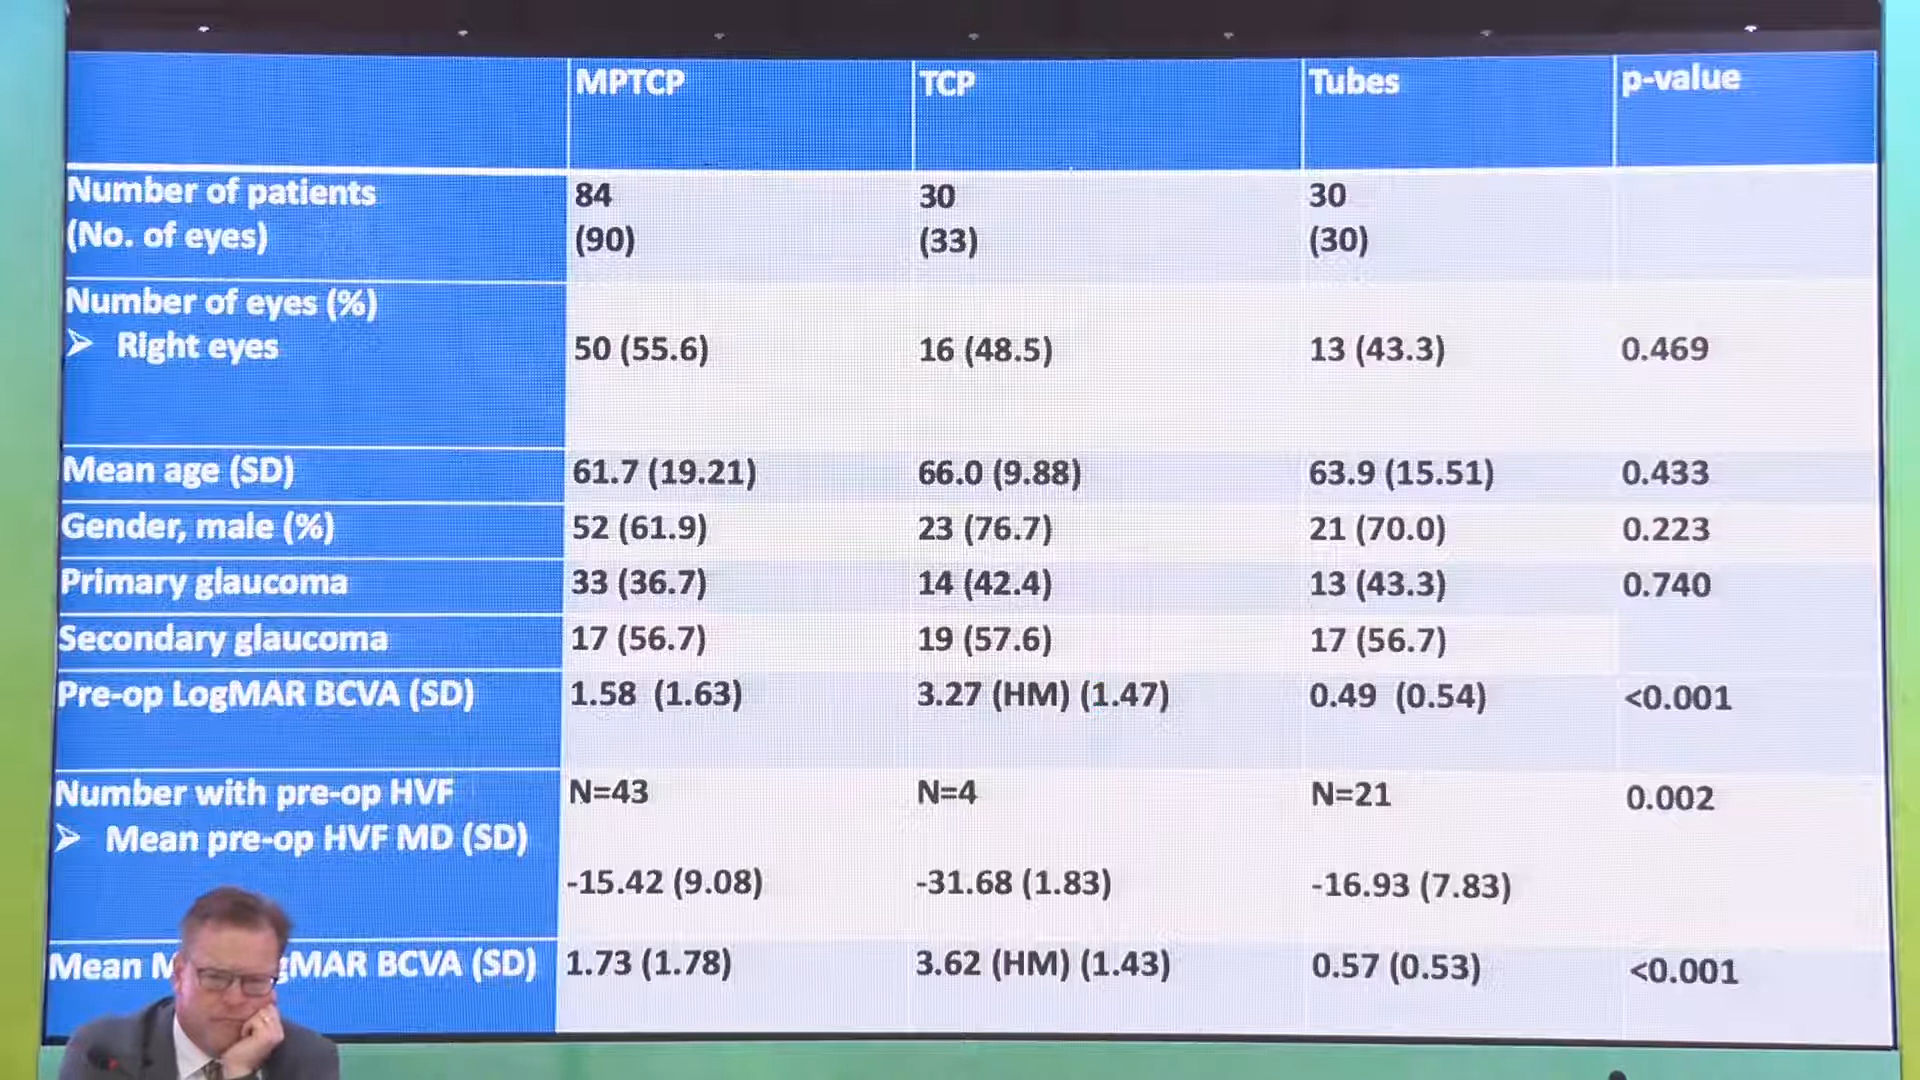 MPTCP TCP Tubes p-value
Number of patients 84 30 30
(No. of eyes) (90) (33) (30)
Number of eyes (%)
➢ Right eyes 50 (55.6) 16 (48.5) 13 (43.3) 0.469
Mean age (SD) 61.7 (19.21) 66.0 (9.88) 63.9 (15.51) 0.433
Gender, male (%) 52 (61.9) 23 (76.7) 21 (70.0) 0.223
Primary glaucoma 33 (36.7) 14 (42.4) 13 (43.3) 0.740
Secondary glaucoma 17 (56.7) 19 (57.6) 17 (56.7)
Pre-op LogMAR BCVA (SD) 1.58 (1.63) 3.27 (HM) (1.47) 0.49 (0.54) <0.001
Number with pre-op HVF N=43 N=4 N=21 0.002
➢ Mean pre-op HVF MD (SD)
-15.42 (9.08) -31.68 (1.83) -16.93 (7.83)
Mean BCVA (SD) 1.73 (1.78) 3.62 (HM) (1.43) 0.57 (0.53) <0.001